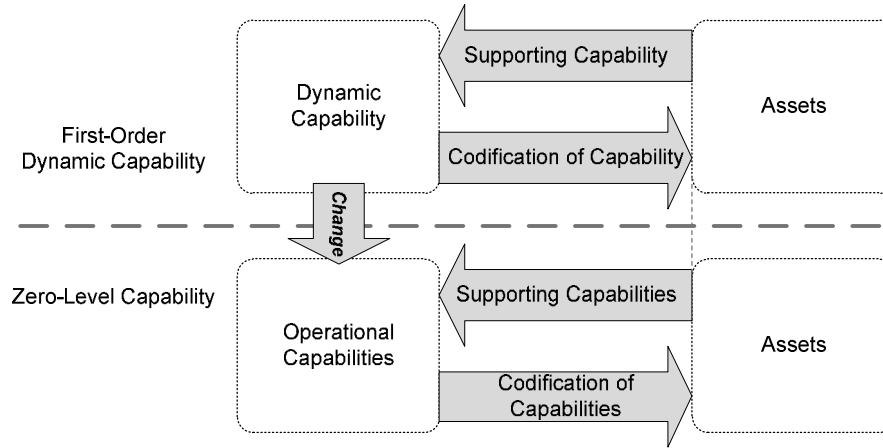 Supporting Capability
Dynamic
Capability
Assets
First-Order
Dynamic Capability
Codification of Capability
Change
Zero-Level Capability
Supporting Capabilities
Operational
Capabilities
Assets
Codification of
Capabilities